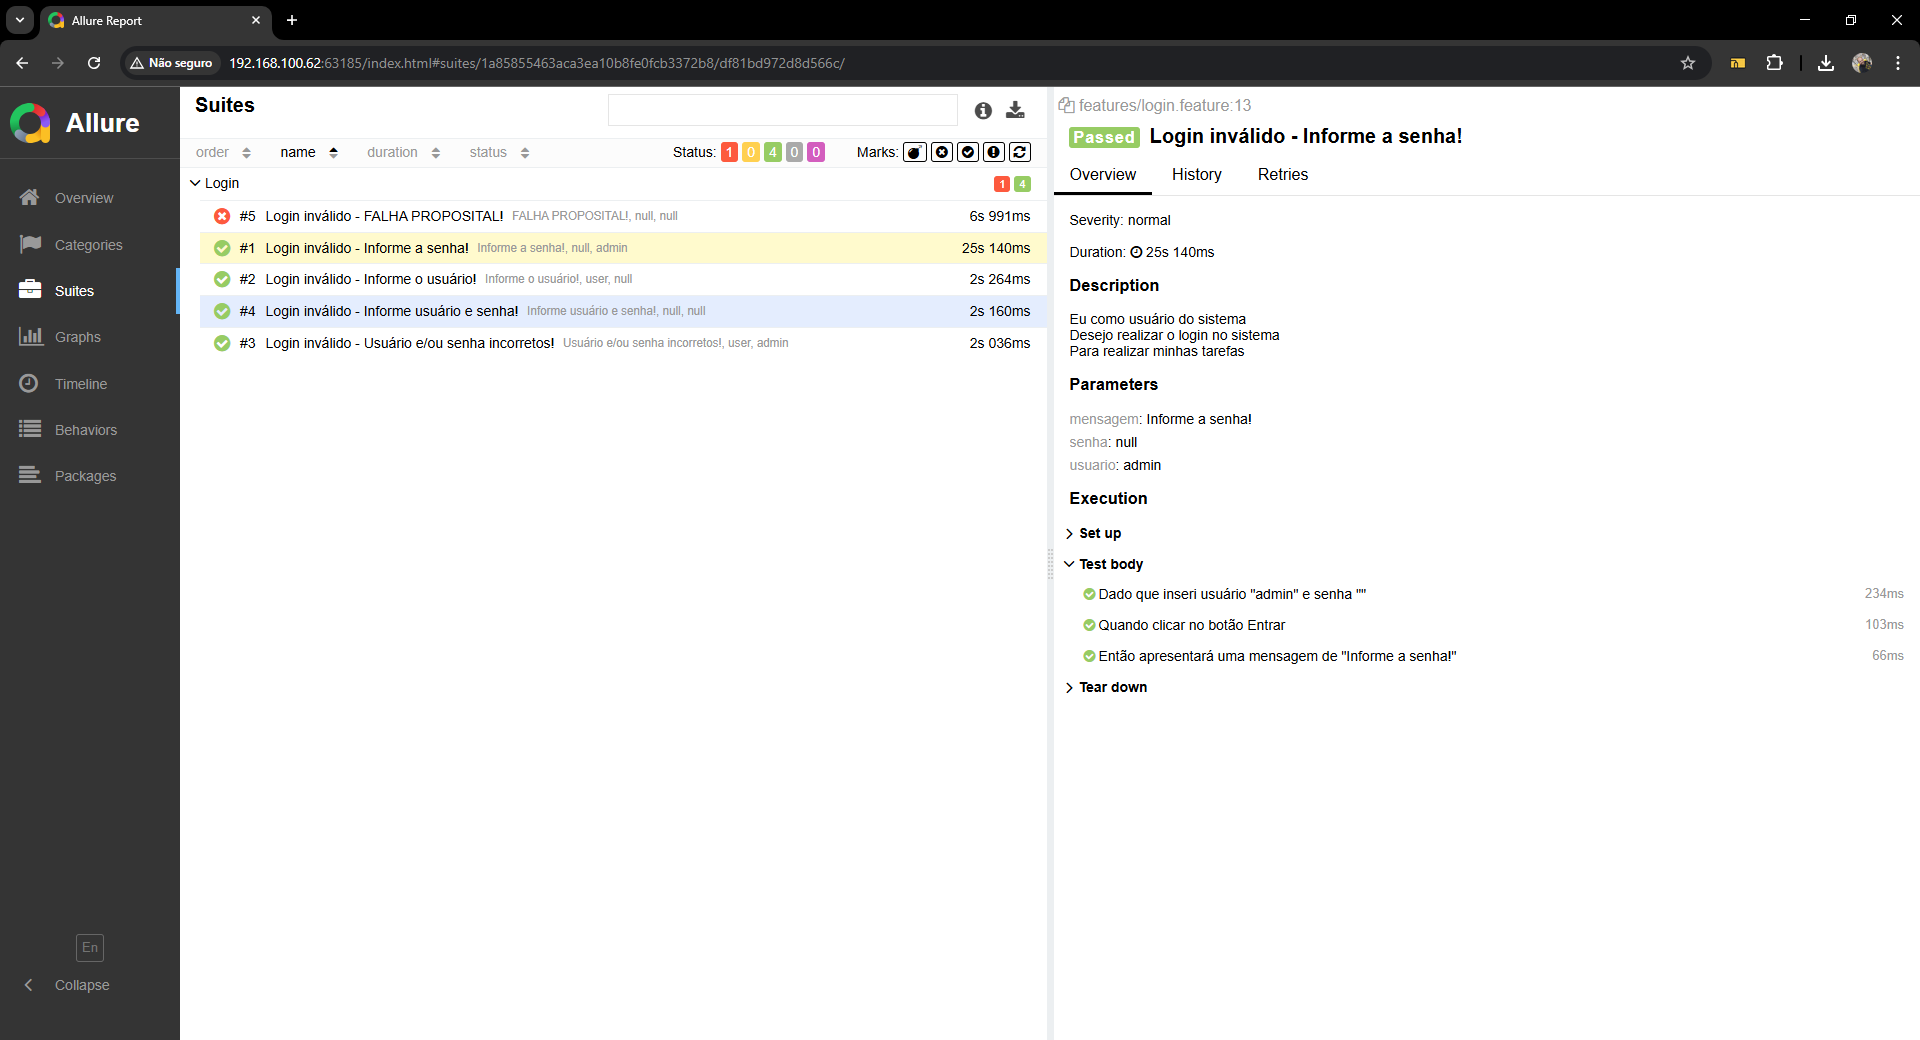 Allure Report
Não seguro
192.168.100.62:63185/index.html#suites/1a85855463aca3ea10b8fe0fcb3372b8/df81bd972d8d566c/
Allure
Overview
Categories
Suites
Graphs
Timeline
Behaviors
Packages
En
Collapse
Suites
order name duration status Status: 1 0 4 0 0 Marks:
Login 1 4
#5 Login inválido - FALHA PROPOSITAL! FALHA PROPOSITAL!, null, null 6s 991ms
#1 Login inválido - Informe a senha! Informe a senha!, null, admin 25s 140ms
#2 Login inválido - Informe o usuário! Informe o usuário!, user, null 2s 264ms
#4 Login inválido - Informe usuário e senha! Informe usuário e senha!, null, null 2s 160ms
#3 Login inválido - Usuário e/ou senha incorretos! Usuário e/ou senha incorretos!, user, admin 2s 036ms
features/login.feature:13
Passed Login inválido - Informe a senha!
Overview History Retries
Severity: normal
Duration: 25s 140ms
Description
Eu como usuário do sistema
Desejo realizar o login no sistema
Para realizar minhas tarefas
Parameters
mensagem: Informe a senha!
senha: null
usuario: admin
Execution
Set up
Test body
Dado que inseri usuário "admin" e senha "" 234ms
Quando clicar no botão Entrar 103ms
Então apresentará uma mensagem de "Informe a senha!" 66ms
Tear down